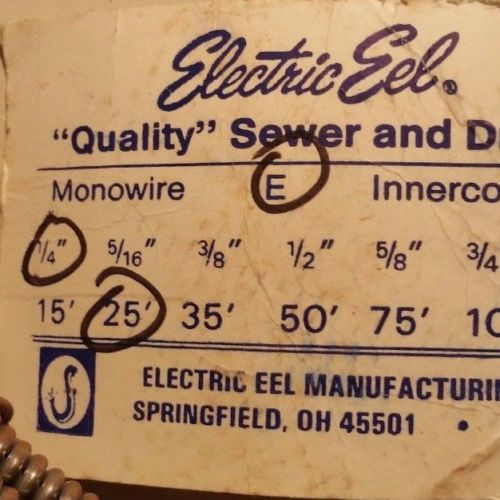 Electric Eel®
"Quality" Sewer and D
Monowire E Innerco
1/4" 5/16" 3/8" 1/2" 5/8" 3/4
15' 25' 35' 50' 75' 10
ELECTRIC EEL MANUFACTURIN
SPRINGFIELD, OH 45501 •